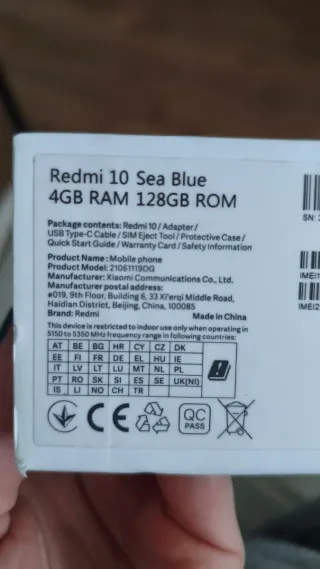 Redmi 10 Sea Blue
4GB RAM 128GB ROM
Package contents: Redmi 10 / Adapter /
USB Type-C Cable / SIM Eject Tool / Protective Case /
Quick Start Guide / Warranty Card / Safety Information
Product Name: Mobile phone
Product Model: 21061119DG
Manufacturer: Xiaomi Communications Co., Ltd.
Manufacturer postal address:
#019, 9th Floor, Building 6, 33 Xi'erqi Middle Road,
Haidian District, Beijing, China, 100085
Brand: Redmi Made in China
This device is restricted to indoor use only when operating in
5150 to 5350 MHz frequency range in following countries:
AT BE BG HR CY CZ DK
EE FI FR DE EL HU IE
IT LV LT LU MT NL PL
PT RO SK SI ES SE UK(NI)
IS LI NO CH TR
CE
QC
PASS
SN:
IMEI1
IMEI2